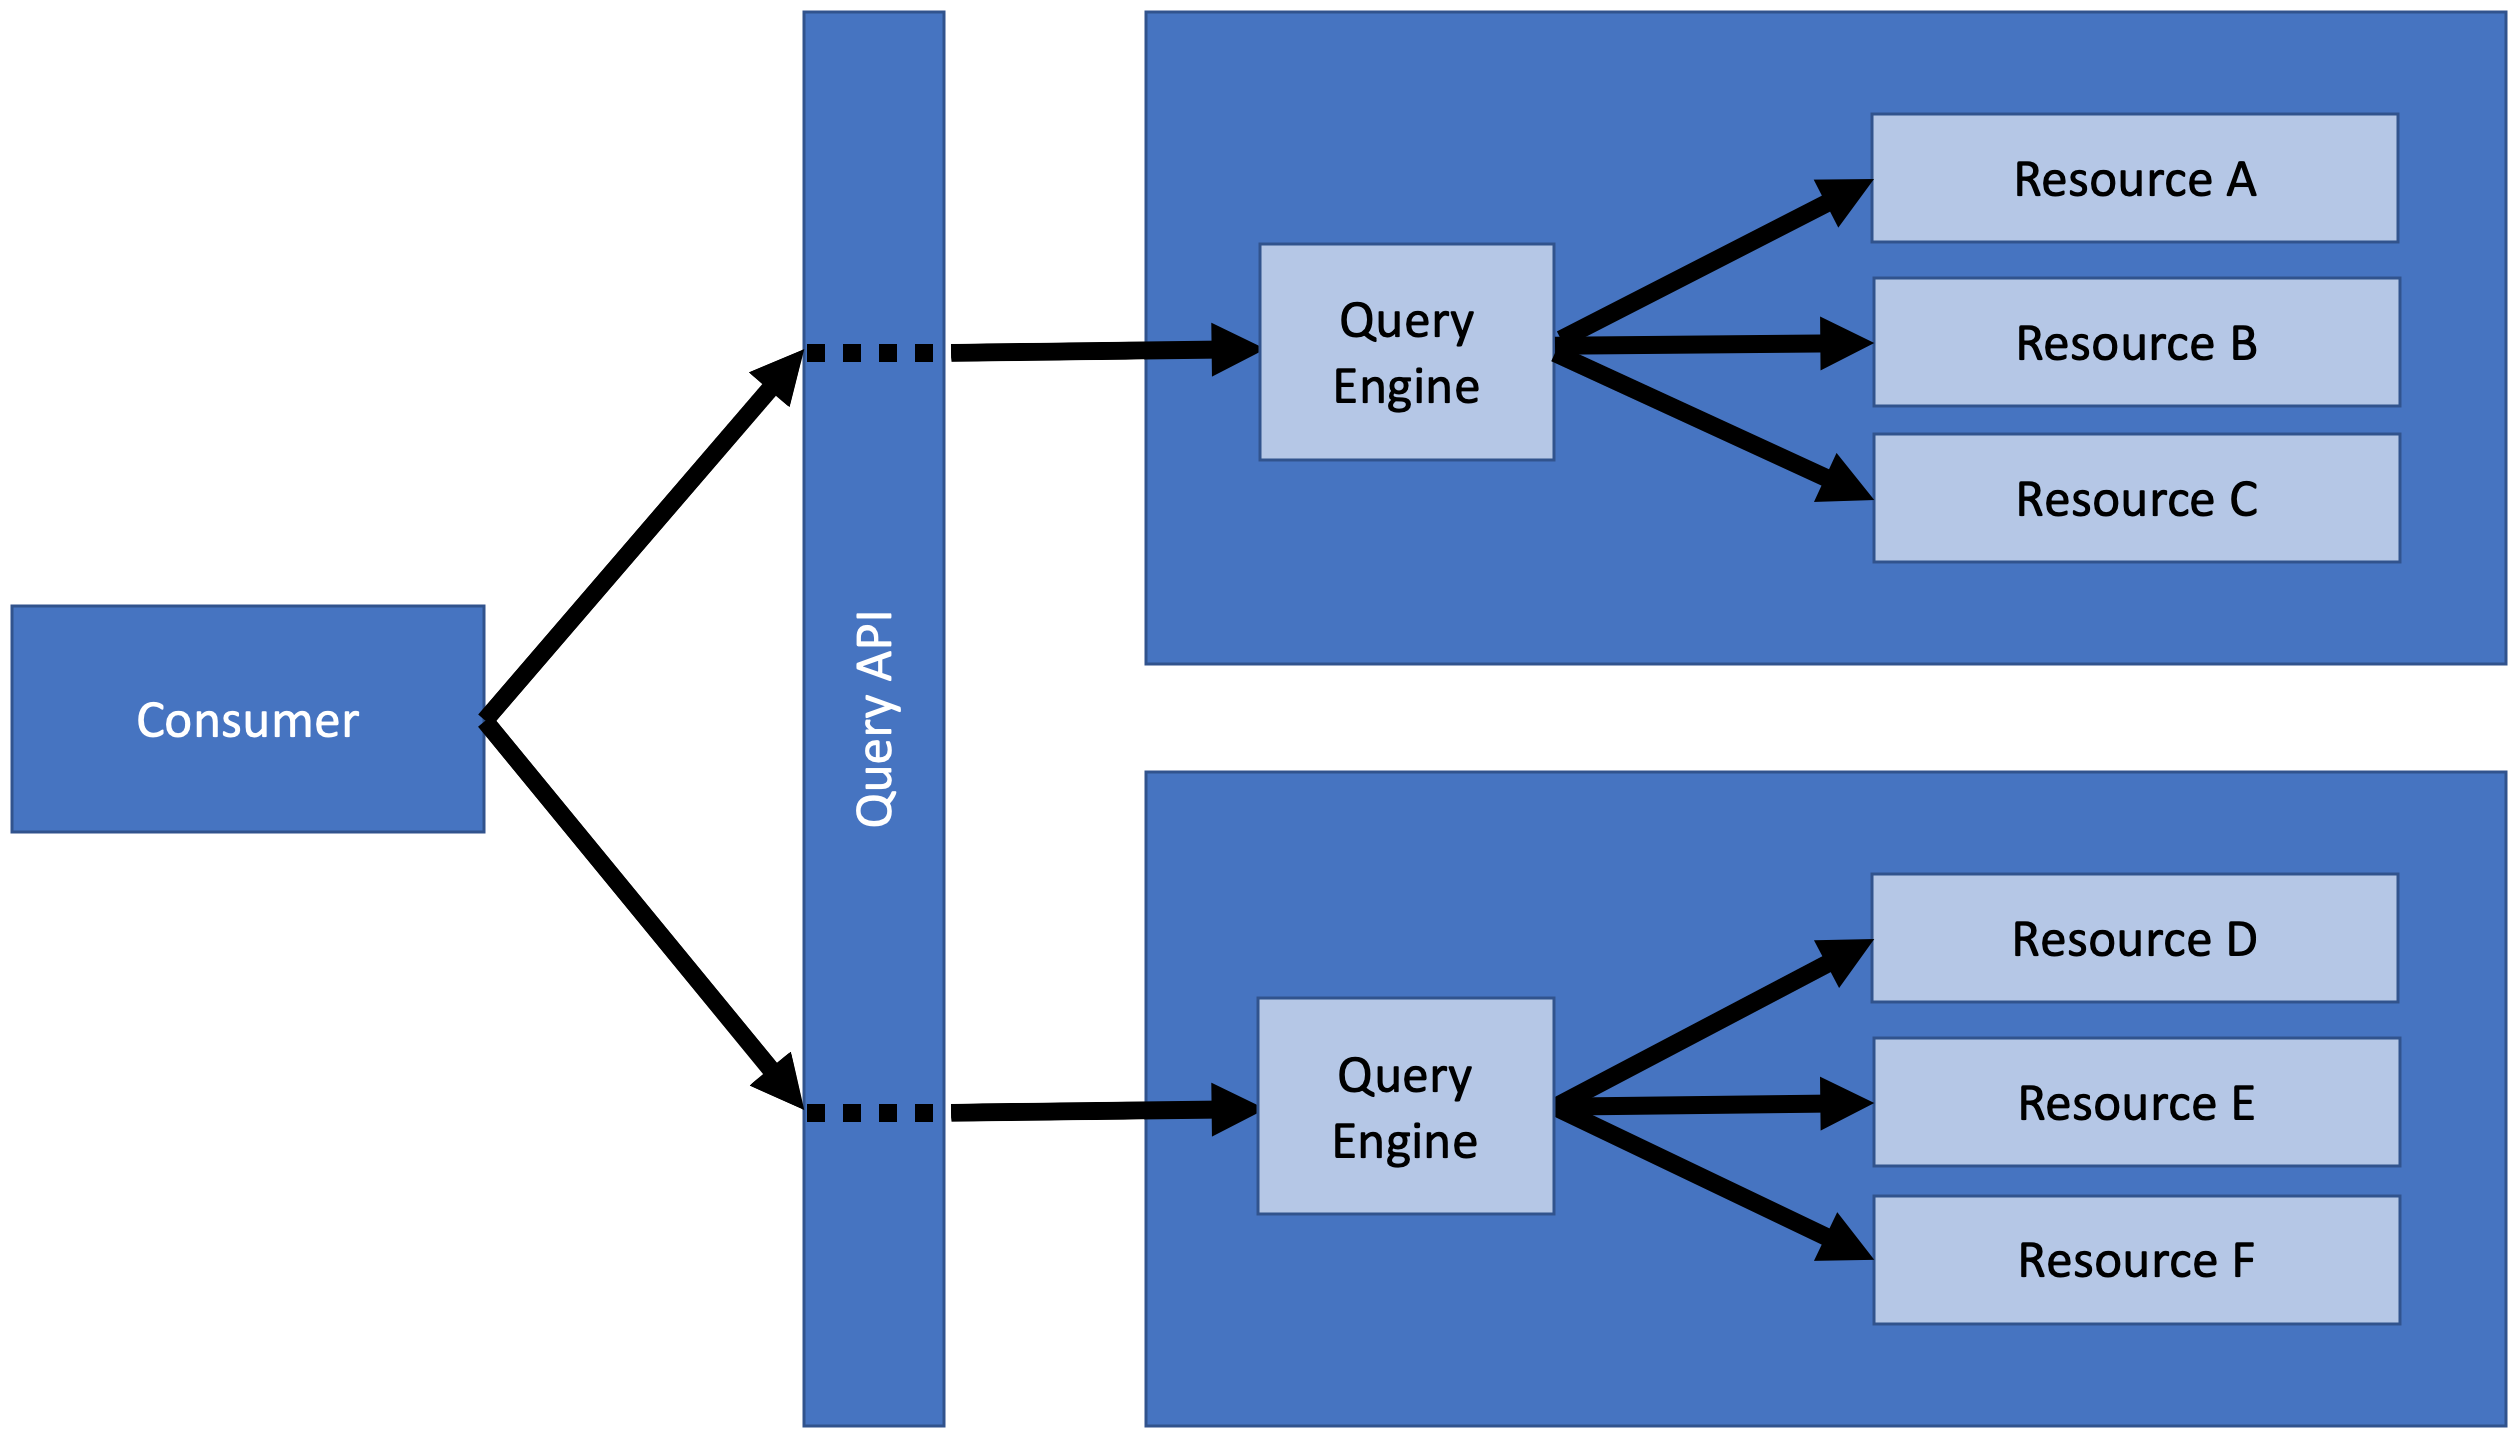 Consumer
Query API
Query
Engine
Resource A
Resource B
Resource C
Query
Engine
Resource D
Resource E
Resource F